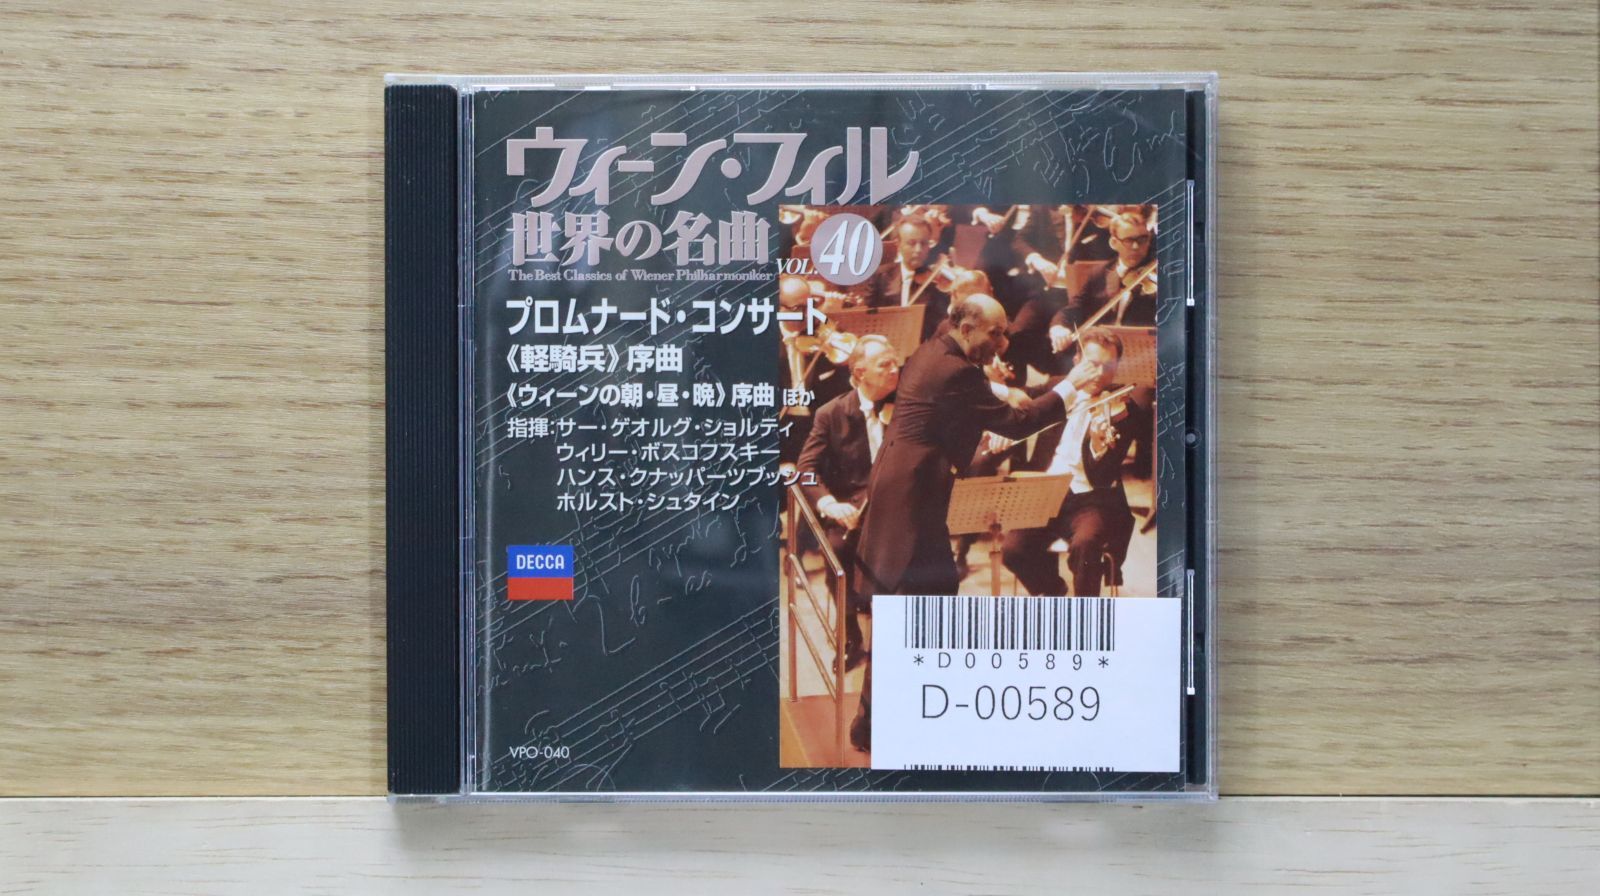 ウィーン・フィル
世界の名曲
The Best Classics of Wiener Philharmoniker
VOL. 40
プロムナード・コンサート
《軽騎兵》序曲
《ウィーンの朝・昼・晩》序曲 ほか
指揮:サー・ゲオルグ・ショルティ
ウィリー・ボスコフスキー
ハンス・クナッパーツブッシュ
ホルスト・シュタイン
DECCA
VPO-040
*D00589*
D-00589